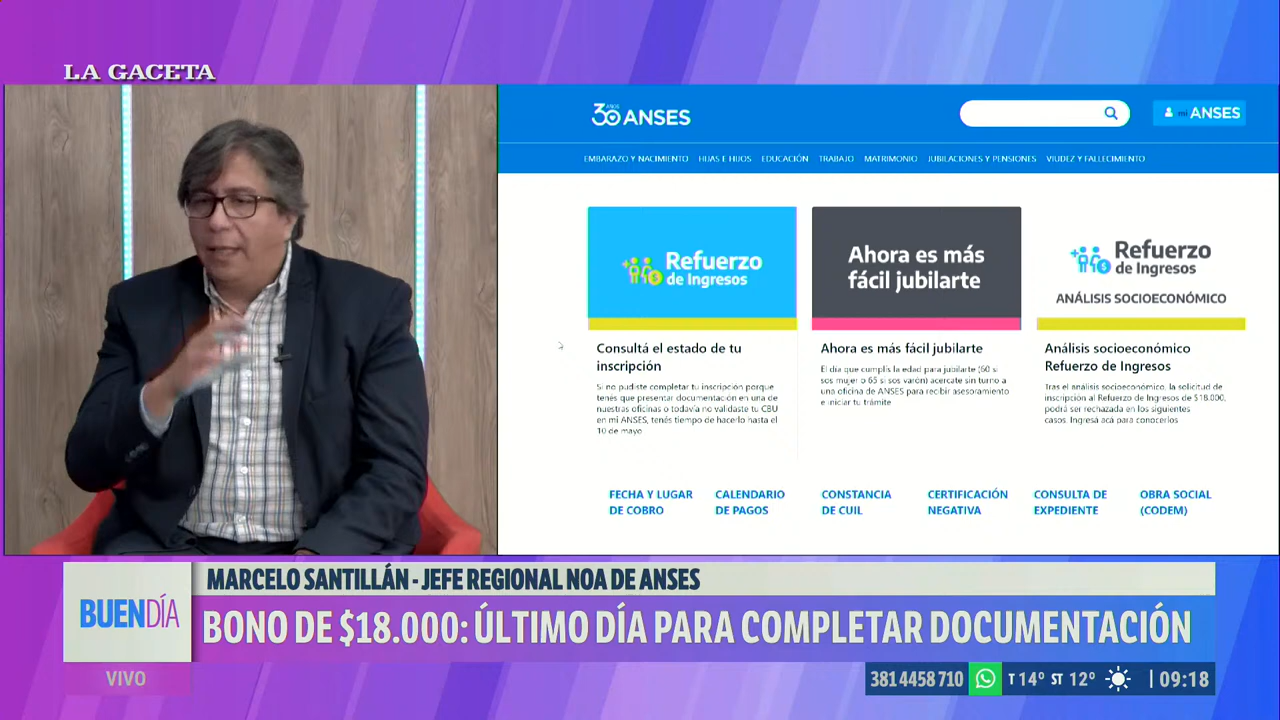 LA GACETA
30 AÑOS ANSES
mi ANSES
EMBARAZO Y NACIMIENTO HIJAS E HIJOS EDUCACIÓN TRABAJO MATRIMONIO JUBILACIONES Y PENSIONES VIUDEZ Y FALLECIMIENTO
Refuerzo
de Ingresos
Consultá el estado de tu
inscripción
Si no pudiste completar tu inscripción porque
tenés que presentar documentación en una de
nuestras oficinas o todavía no validaste tu CBU
en mi ANSES, tenés tiempo de hacerlo hasta el
10 de mayo
Ahora es más
fácil jubilarte
Ahora es más fácil jubilarte
El día que cumplís la edad para jubilarte (60 si
sos mujer o 65 si sos varón) acercate sin turno a
una oficina de ANSES para recibir asesoramiento
e iniciar tu trámite
Refuerzo
de Ingresos
ANÁLISIS SOCIOECONÓMICO
Análisis socioeconómico
Refuerzo de Ingresos
Tras el análisis socioeconómico, la solicitud de
inscripción al Refuerzo de Ingresos de $18.000,
podrá ser rechazada en los siguientes
casos. Ingresá acá para conocerlos
FECHA Y LUGAR
DE COBRO
CALENDARIO
DE PAGOS
CONSTANCIA
DE CUIL
CERTIFICACIÓN
NEGATIVA
CONSULTA DE
EXPEDIENTE
OBRA SOCIAL
(CODEM)
MARCELO SANTILLÁN - JEFE REGIONAL NOA DE ANSES
BUEN DÍA
BONO DE $18.000: ÚLTIMO DÍA PARA COMPLETAR DOCUMENTACIÓN
VIVO
381 4458 710 T 14º ST 12º | 09:18